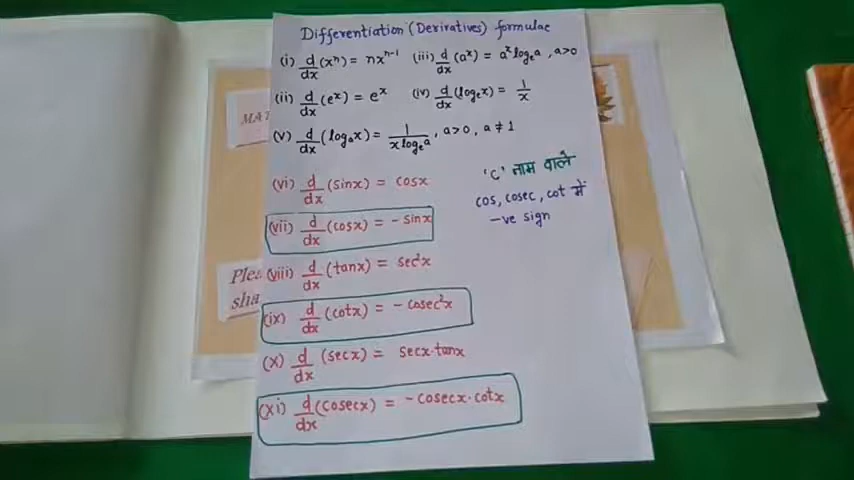 Differentiation (Derivatives) formulae
(i) d/dx (xⁿ) = nxⁿ⁻¹ (iii) d/dx (aˣ) = aˣ logₑa , a>0
(ii) d/dx (eˣ) = eˣ (iv) d/dx (logₑx) = 1/x
(v) d/dx (logₐx) = 1/(x logₑa) , a>0, a ≠ 1
(vi) d/dx (sinx) = cosx
(vii) d/dx (cosx) = - sinx
(viii) d/dx (tanx) = sec²x
(ix) d/dx (cotx) = - cosec²x
(x) d/dx (secx) = secx·tanx
(xi) d/dx (cosecx) = - cosecx·cotx
'C' नाम वाले
cos, cosec, cot में
-ve sign